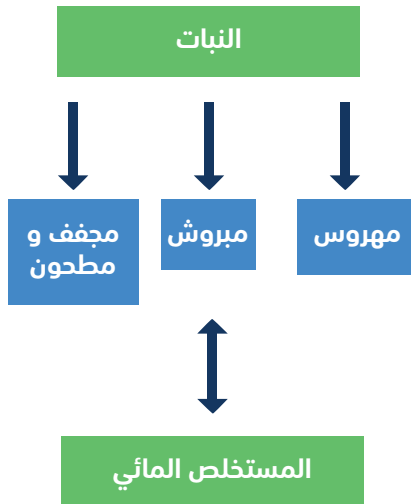 النبات
مهروس
مبروش
مجفف و
مطحون
المستخلص المائي